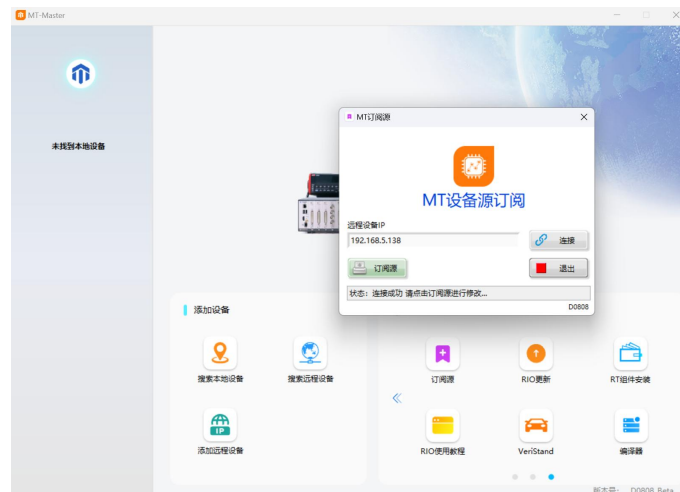 MT-Master
未找到本地设备
MT订阅源
MT设备源订阅
远程设备IP
192.168.5.138
连接
订阅源
退出
状态：连接成功 请点击订阅源进行修改...
D0808
添加设备
搜索本地设备
搜索远程设备
订阅源
RIO更新
RT组件安装
IP
添加远程设备
RIO使用教程
VeriStand
编译器
版本号： D0808 Beta